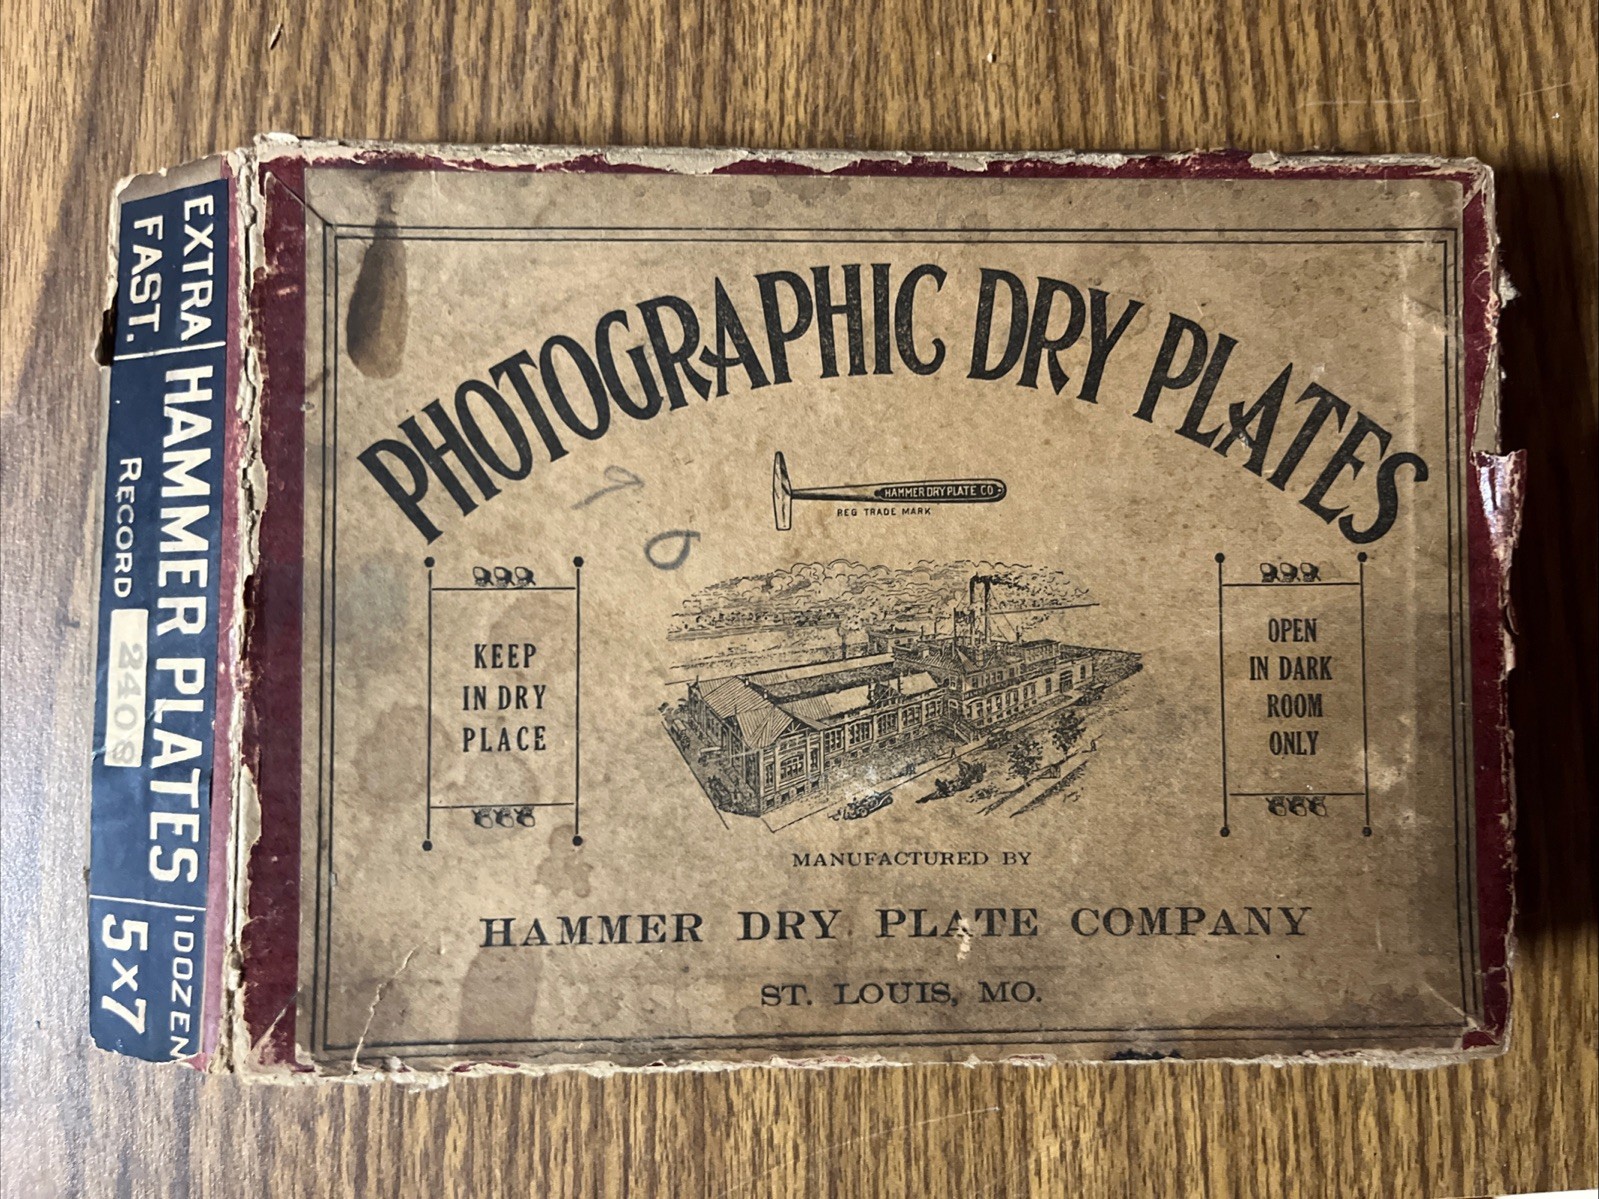 PHOTOGRAPHIC DRY PLATES
HAMMER DRY PLATE CO
REG TRADE MARK
KEEP
IN DRY
PLACE
OPEN
IN DARK
ROOM
ONLY
MANUFACTURED BY
HAMMER DRY PLATE COMPANY
ST. LOUIS, MO.
EXTRA
FAST.
HAMMER PLATES
RECORD 2408
1 DOZEN
5x7